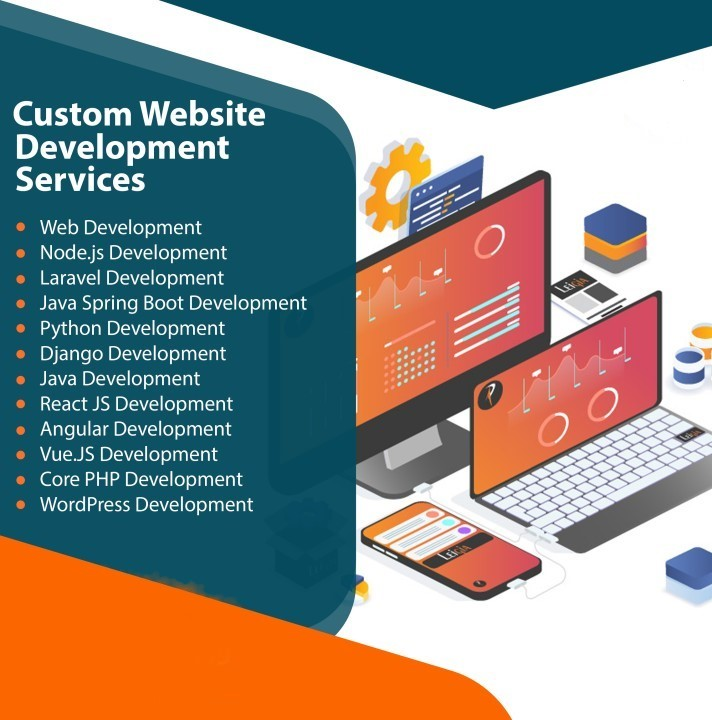 Custom Website
Development
Services
Web Development
Node.js Development
Laravel Development
Java Spring Boot Development
Python Development
Django Development
Java Development
React JS Development
Angular Development
Vue.JS Development
Core PHP Development
WordPress Development